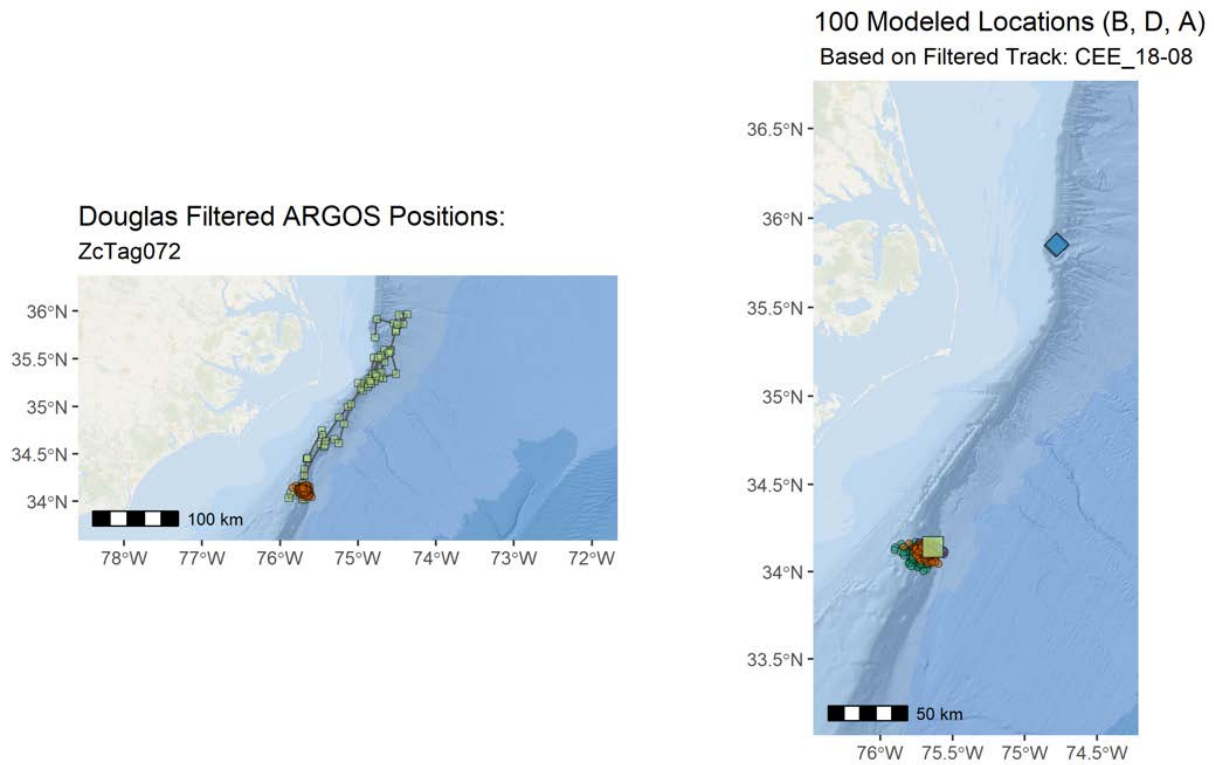 Douglas Filtered ARGOS Positions:
ZcTag072
36°N
35.5°N
35°N
34.5°N
34°N
100 km
78°W 77°W 76°W 75°W 74°W 73°W 72°W
100 Modeled Locations (B, D, A)
Based on Filtered Track: CEE_18-08
36.5°N
36°N
35.5°N
35°N
34.5°N
34°N
33.5°N
50 km
76°W 75.5°W 75°W 74.5°W